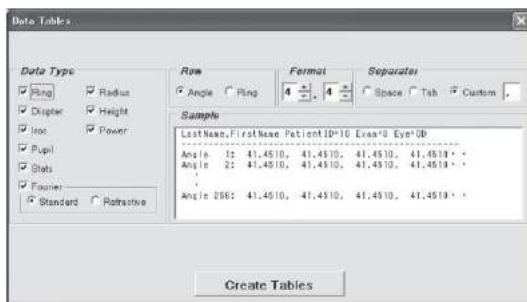 Data Tables
Data Type
Ring
Radius
Diopter
Height
Iroc
Power
Pupil
Stats
Fourier
Standard Refractive
Row
Angle Ring
Format
4 . 4
Separator
Space Tab Custom ,
Sample
LastName,FirstName PatientID*10 Exam*8 Eye*OD
Angle 1: 41.4510, 41.4510, 41.4510, 41.4510・・
Angle 2: 41.4510, 41.4510, 41.4510, 41.4510・・
:
Angle 256: 41.4510, 41.4510, 41.4510, 41.4510・・
Create Tables